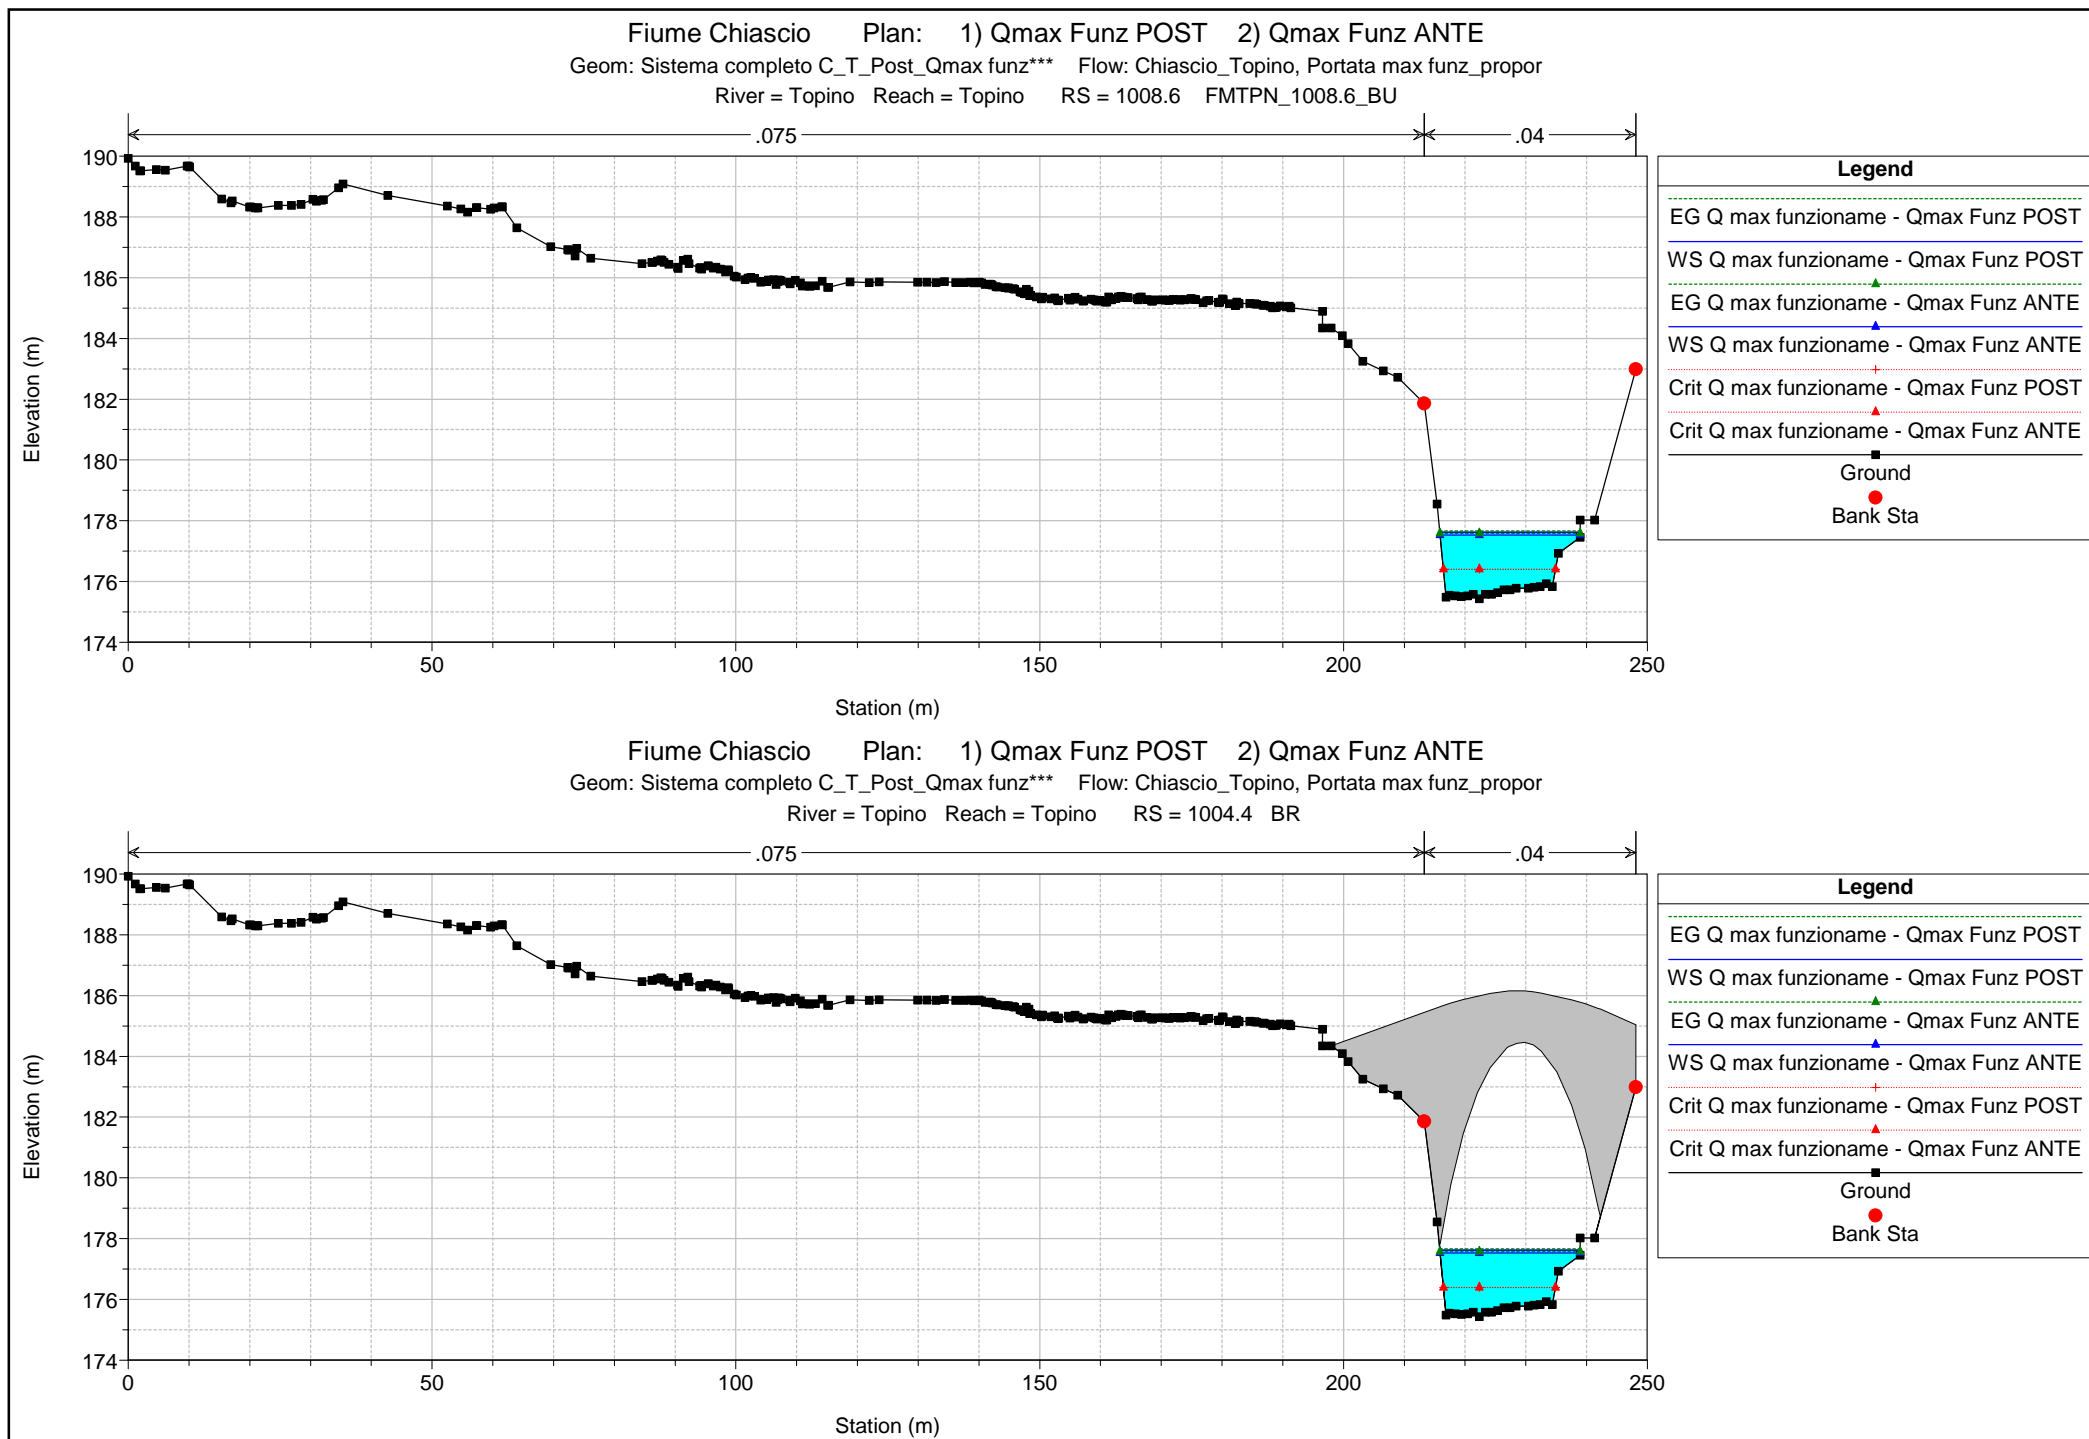 Fiume Chiascio Plan: 1) Qmax Funz POST 2) Qmax Funz ANTE
Geom: Sistema completo C_T_Post_Qmax funz*** Flow: Chiascio_Topino, Portata max funz_propor
River = Topino Reach = Topino RS = 1008.6 FMTPN_1008.6_BU
.075 .04
190
188
186
184
182
180
178
176
174
Elevation (m)
0 50 100 150 200 250
Station (m)
Legend
EG Q max funzioname - Qmax Funz POST
WS Q max funzioname - Qmax Funz POST
EG Q max funzioname - Qmax Funz ANTE
WS Q max funzioname - Qmax Funz ANTE
Crit Q max funzioname - Qmax Funz POST
Crit Q max funzioname - Qmax Funz ANTE
Ground
Bank Sta
Fiume Chiascio Plan: 1) Qmax Funz POST 2) Qmax Funz ANTE
Geom: Sistema completo C_T_Post_Qmax funz*** Flow: Chiascio_Topino, Portata max funz_propor
River = Topino Reach = Topino RS = 1004.4 BR
.075 .04
190
188
186
184
182
180
178
176
174
Elevation (m)
0 50 100 150 200 250
Station (m)
Legend
EG Q max funzioname - Qmax Funz POST
WS Q max funzioname - Qmax Funz POST
EG Q max funzioname - Qmax Funz ANTE
WS Q max funzioname - Qmax Funz ANTE
Crit Q max funzioname - Qmax Funz POST
Crit Q max funzioname - Qmax Funz ANTE
Ground
Bank Sta